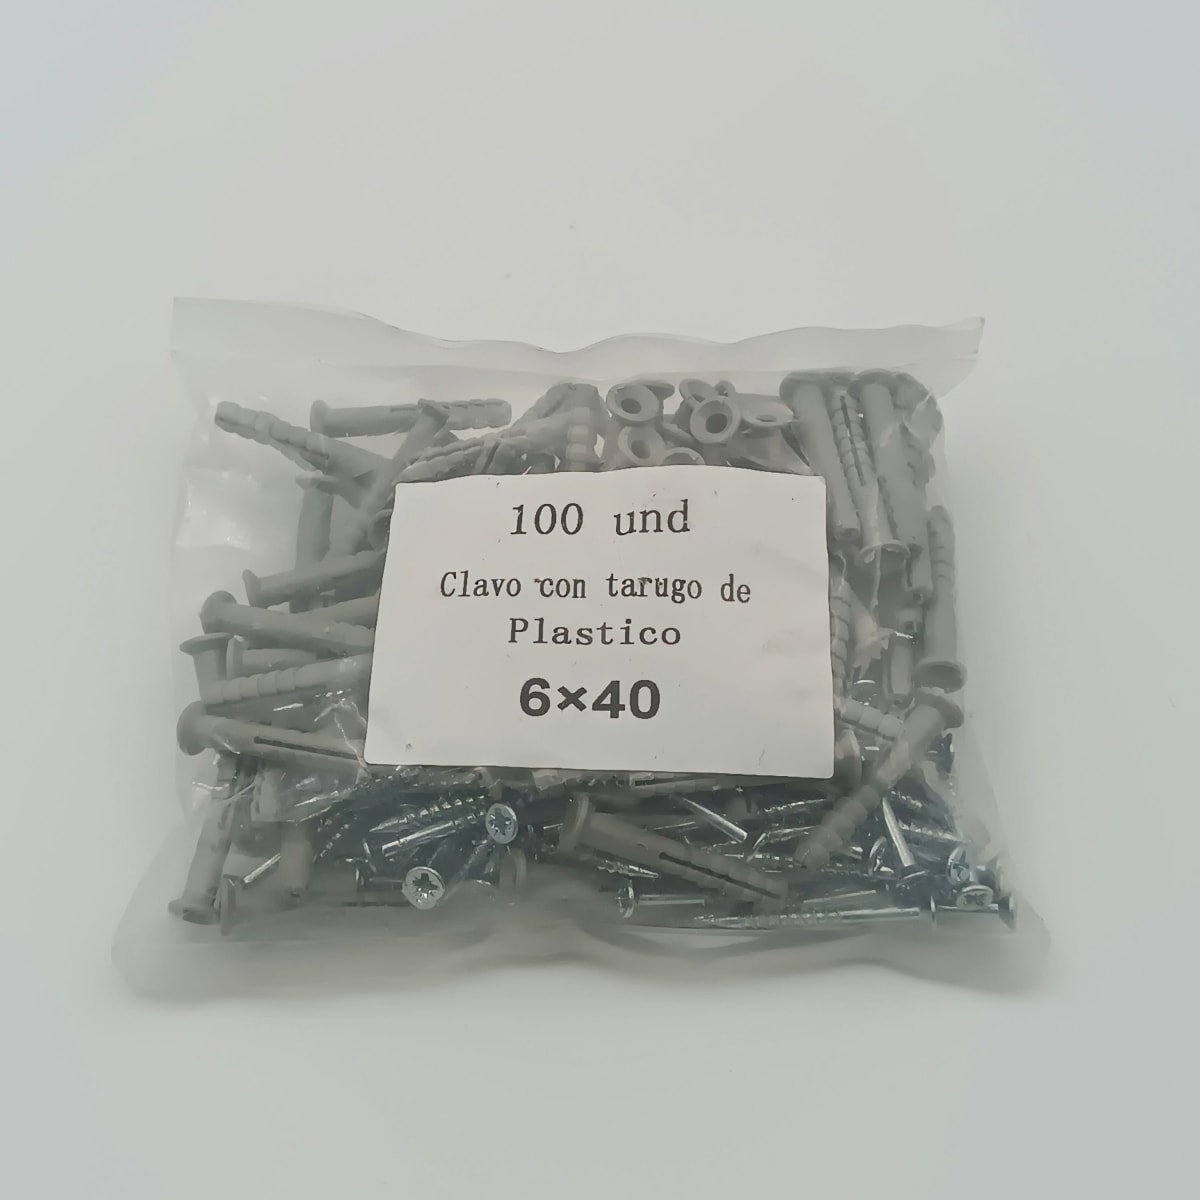 100 und
Clavo con tarugo de
Plastico
6×40